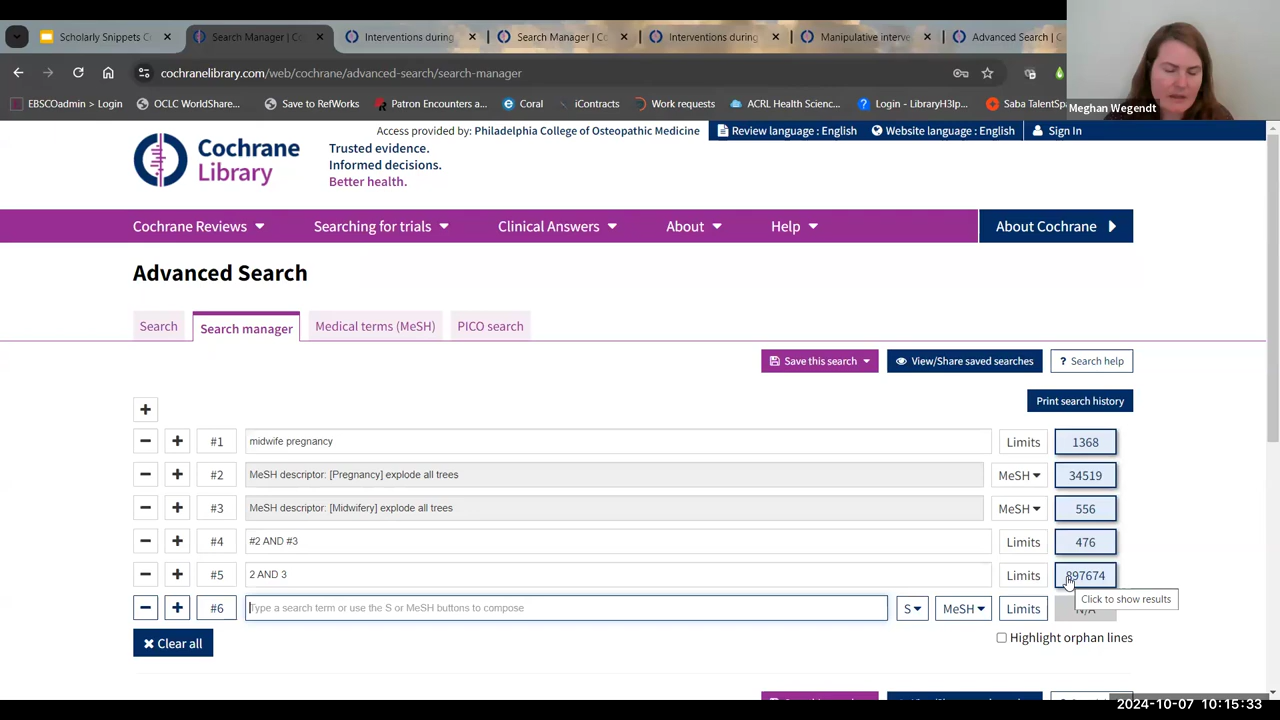 Scholarly Snippets C
Search Manager | Co
Interventions during
Search Manager | Co
Interventions during
Manipulative interve
Advanced Search |
cochranelibrary.com/web/cochrane/advanced-search/search-manager
EBSCOadmin > Login
OCLC WorldShare...
Save to RefWorks
Patron Encounters a...
Coral
iContracts
Work requests
ACRL Health Scienc...
Login - LibraryH3lp...
Saba TalentSp
Meghan Wegendt
Access provided by: Philadelphia College of Osteopathic Medicine
Review language : English
Website language : English
Sign In
Cochrane
Library
Trusted evidence.
Informed decisions.
Better health.
Cochrane Reviews
Searching for trials
Clinical Answers
About
Help
About Cochrane
Advanced Search
Search
Search manager
Medical terms (MeSH)
PICO search
Save this search
View/Share saved searches
? Search help
Print search history
+
- + #1 midwife pregnancy Limits 1368
- + #2 MeSH descriptor: [Pregnancy] explode all trees MeSH 34519
- + #3 MeSH descriptor: [Midwifery] explode all trees MeSH 556
- + #4 #2 AND #3 Limits 476
- + #5 2 AND 3 Limits 897674
- + #6 Type a search term or use the S or MeSH buttons to compose S MeSH Limits N/A
Click to show results
Clear all
Highlight orphan lines
2024-10-07 10:15:33